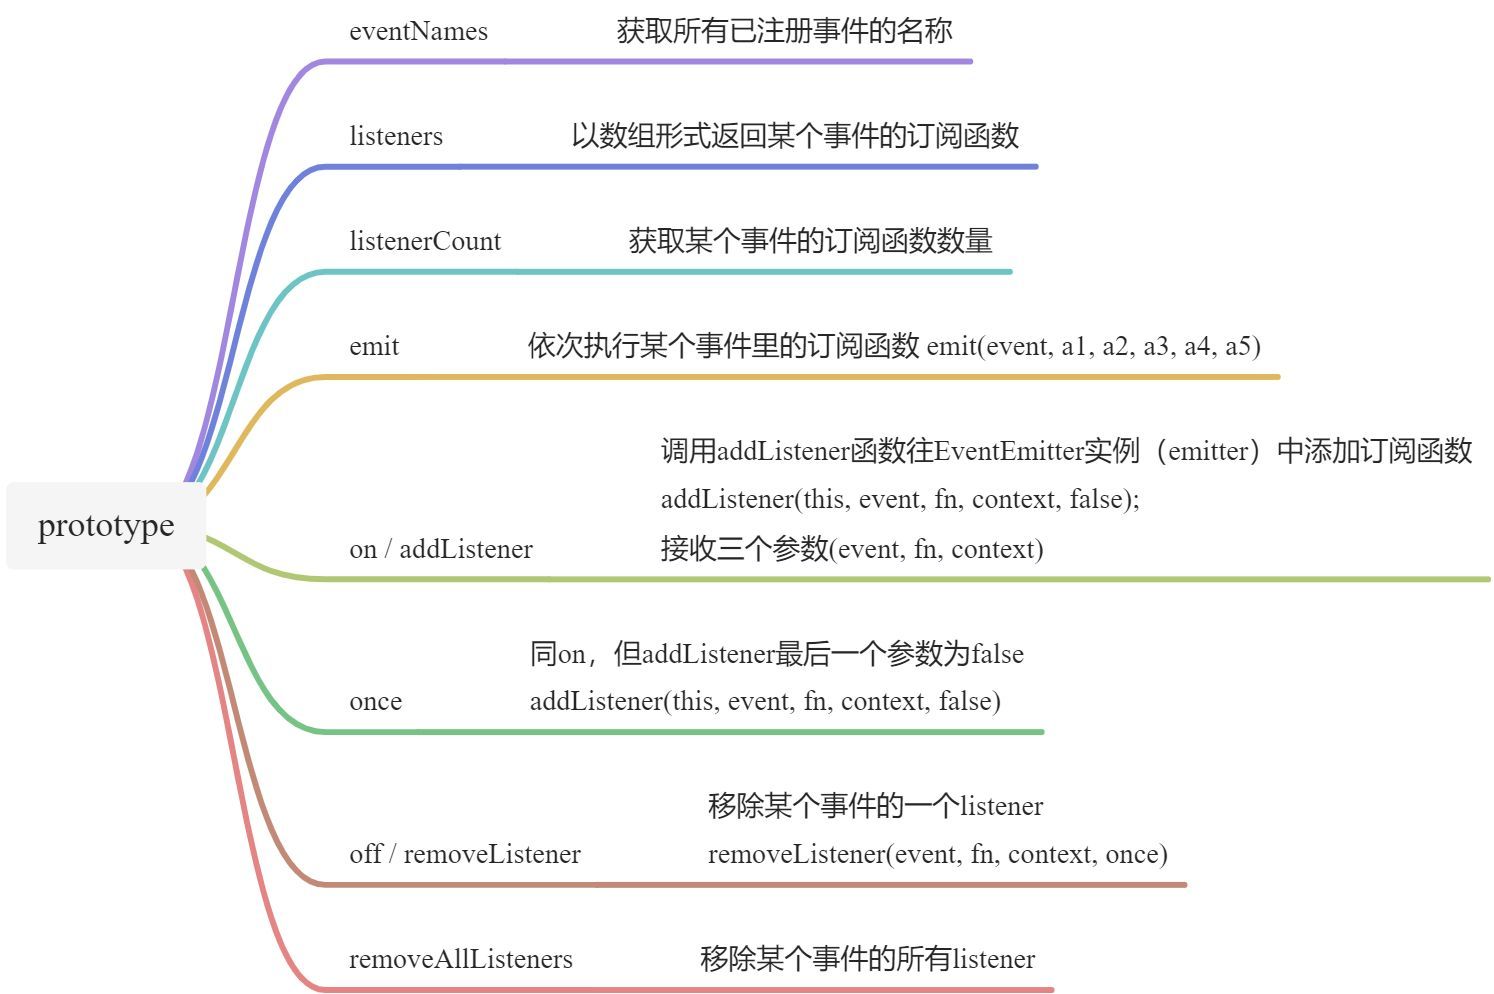 eventNames 获取所有已注册事件的名称
listeners 以数组形式返回某个事件的订阅函数
listenerCount 获取某个事件的订阅函数数量
emit 依次执行某个事件里的订阅函数 emit(event, a1, a2, a3, a4, a5)
prototype
调用addListener函数往EventEmitter实例（emitter）中添加订阅函数
addListener(this, event, fn, context, false);
on / addListener 接收三个参数(event, fn, context)
同on，但addListener最后一个参数为false
once addListener(this, event, fn, context, false)
移除某个事件的一个listener
off / removeListener removeListener(event, fn, context, once)
removeAllListeners 移除某个事件的所有listener